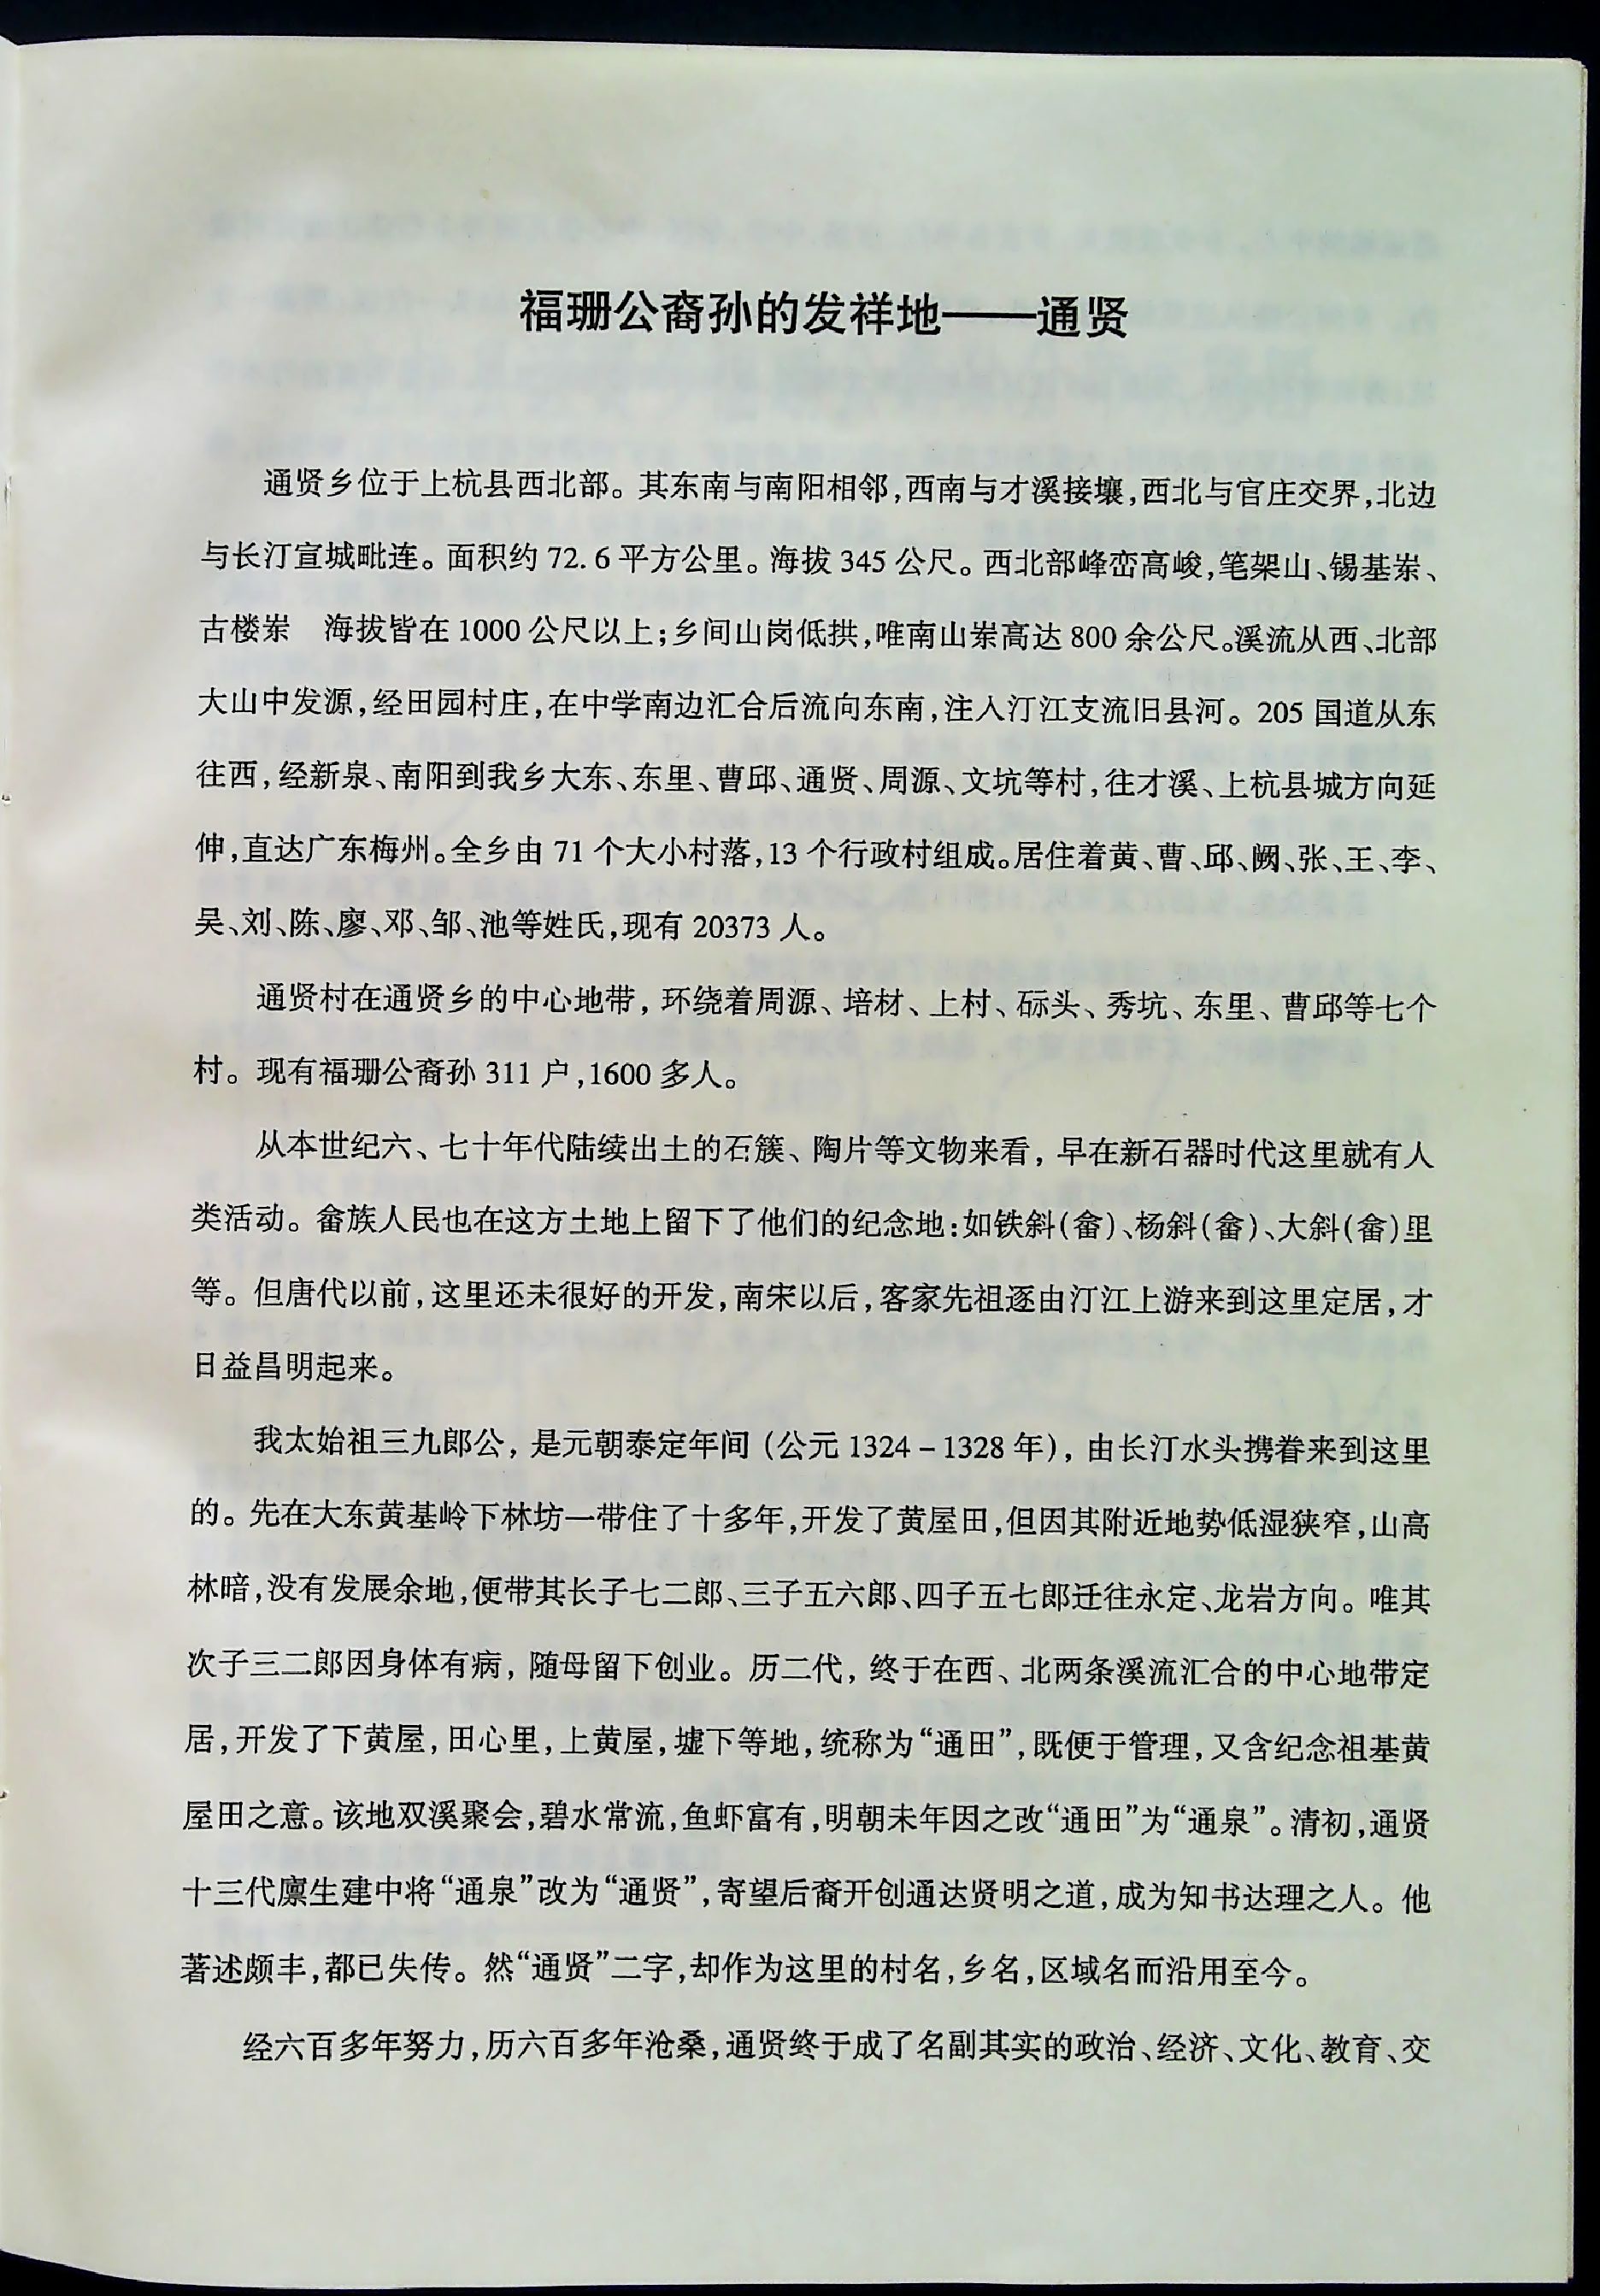 福珊公裔孙的发祥地——通贤
通贤乡位于上杭县西北部。其东南与南阳相邻,西南与才溪接壤,西北与官庄交界,北边
与长汀宣城毗连。面积约 72.6 平方公里。海拔 345 公尺。西北部峰峦高峻,笔架山、锡基岽、
古楼岽 海拔皆在 1000 公尺以上;乡间山岗低拱,唯南山岽高达 800 余公尺。溪流从西、北部
大山中发源,经田园村庄,在中学南边汇合后流向东南,注入汀江支流旧县河。205 国道从东
往西,经新泉、南阳到我乡大东、东里、曹邱、通贤、周源、文坑等村,往才溪、上杭县城方向延
伸,直达广东梅州。全乡由 71 个大小村落,13 个行政村组成。居住着黄、曹、邱、阙、张、王、李、
吴、刘、陈、廖、邓、邹、池等姓氏,现有 20373 人。
通贤村在通贤乡的中心地带,环绕着周源、培材、上村、砾头、秀坑、东里、曹邱等七个
村。现有福珊公裔孙 311 户,1600 多人。
从本世纪六、七十年代陆续出土的石簇、陶片等文物来看,早在新石器时代这里就有人
类活动。畲族人民也在这方土地上留下了他们的纪念地:如铁斜(畲)、杨斜(畲)、大斜(畲)里
等。但唐代以前,这里还未很好的开发,南宋以后,客家先祖逐由汀江上游来到这里定居,才
日益昌明起来。
我太始祖三九郎公,是元朝泰定年间(公元 1324－1328 年),由长汀水头携眷来到这里
的。先在大东黄基岭下林坊一带住了十多年,开发了黄屋田,但因其附近地势低湿狭窄,山高
林暗,没有发展余地,便带其长子七二郎、三子五六郎、四子五七郎迁往永定、龙岩方向。唯其
次子三二郎因身体有病,随母留下创业。历二代,终于在西、北两条溪流汇合的中心地带定
居,开发了下黄屋,田心里,上黄屋,墟下等地,统称为“通田”,既便于管理,又含纪念祖基黄
屋田之意。该地双溪聚会,碧水常流,鱼虾富有,明朝未年因之改“通田”为“通泉”。清初,通贤
十三代廪生建中将“通泉”改为“通贤”,寄望后裔开创通达贤明之道,成为知书达理之人。他
著述颇丰,都已失传。然“通贤”二字,却作为这里的村名,乡名,区域名而沿用至今。
经六百多年努力,历六百多年沧桑,通贤终于成了名副其实的政治、经济、文化、教育、交